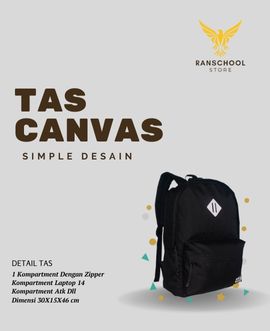 RANSCHOOL
STORE
TAS
CANVAS
SIMPLE DESAIN
DETAIL TAS
1 Kompartment Dengan Zipper
Kompartment Laptop 14
Kompartment Atk Dll
Dimensi 30X15X46 cm